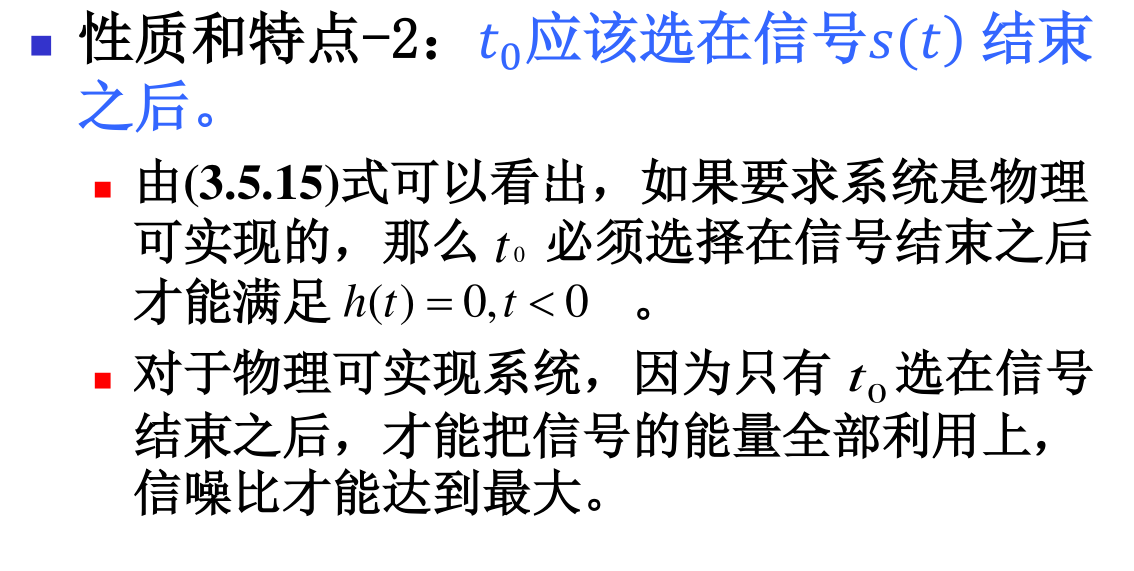 性质和特点-2：t₀应该选在信号s(t) 结束
之后。
由(3.5.15)式可以看出，如果要求系统是物理
可实现的，那么 t₀ 必须选择在信号结束之后
才能满足 h(t) = 0, t < 0 。
对于物理可实现系统，因为只有 t₀ 选在信号
结束之后，才能把信号的能量全部利用上，
信噪比才能达到最大。